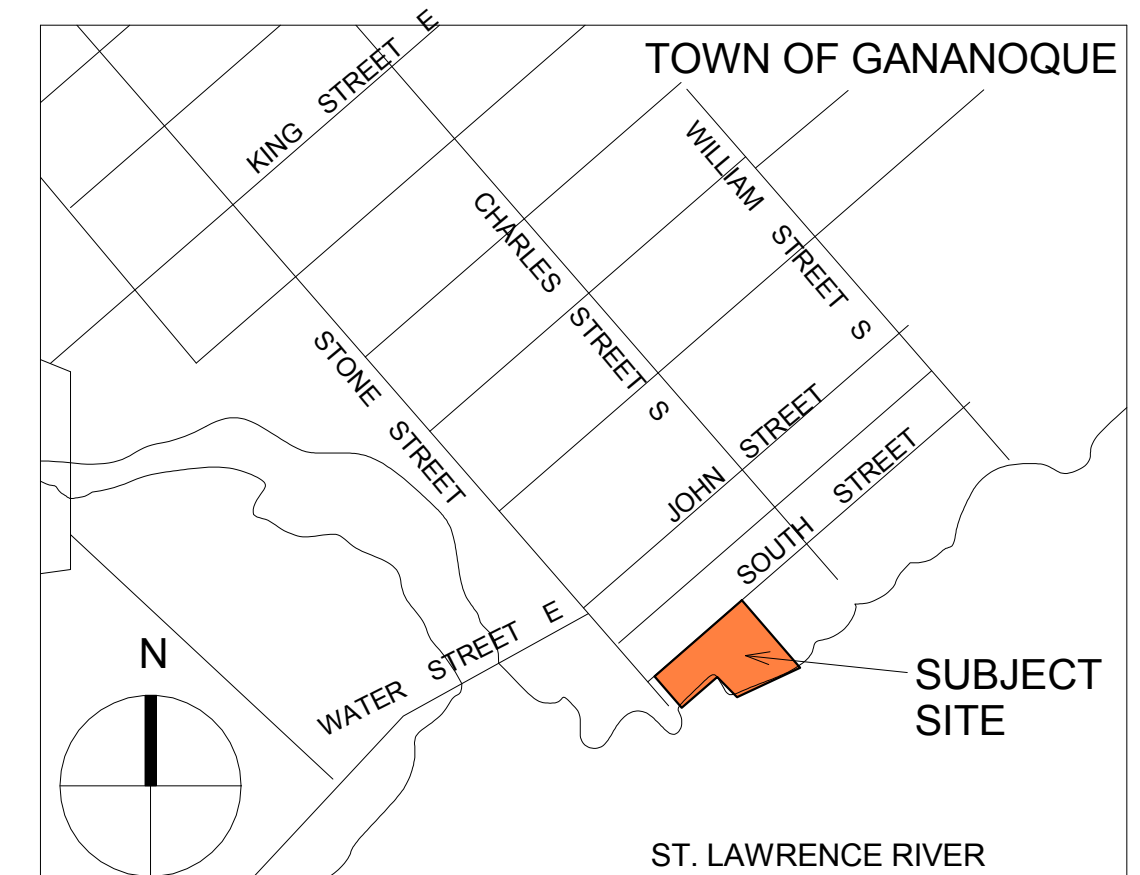 TOWN OF GANANOQUE
KING STREET E
WILLIAM STREET S
CHARLES STREET S
STONE STREET
JOHN STREET
SOUTH STREET
WATER STREET E
N
SUBJECT
SITE
ST. LAWRENCE RIVER